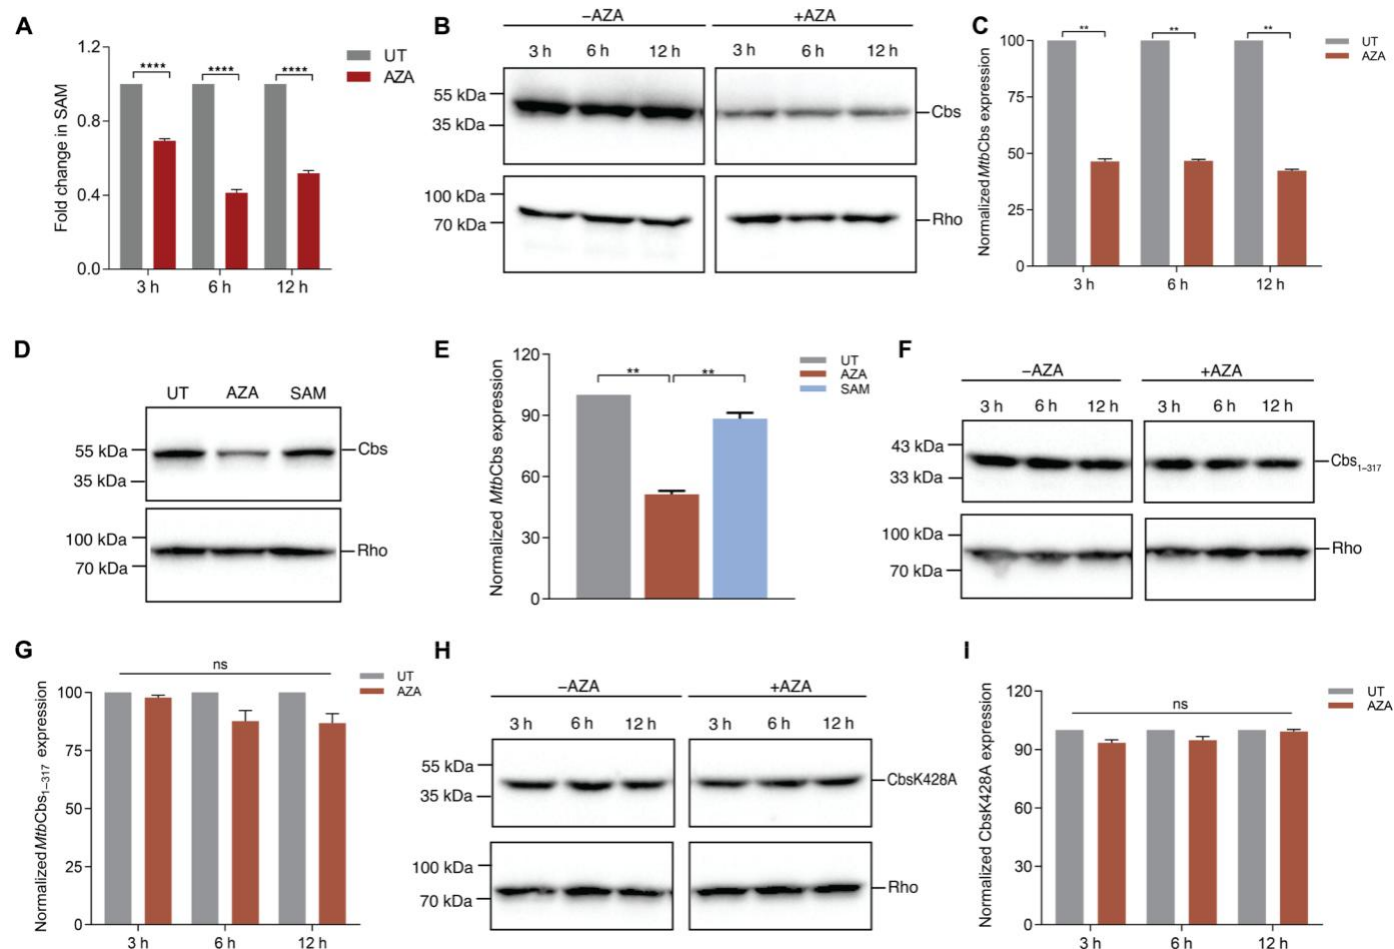 A
Fold change in SAM
1.2
0.8
0.4
0.0
****
****
****
3 h
6 h
12 h
UT
AZA
B
–AZA
+AZA
3 h 6 h 12 h 3 h 6 h 12 h
55 kDa
35 kDa
Cbs
100 kDa
70 kDa
Rho
C
Normalized MtbCbs expression
100
75
50
25
0
**
**
**
3 h
6 h
12 h
UT
AZA
D
UT AZA SAM
55 kDa
35 kDa
Cbs
100 kDa
70 kDa
Rho
E
Normalized MtbCbs expression
120
90
60
30
0
**
**
UT
AZA
SAM
F
–AZA
+AZA
3 h 6 h 12 h 3 h 6 h 12 h
43 kDa
33 kDa
Cbs1–317
100 kDa
70 kDa
Rho
G
Normalized MtbCbs1–317 expression
100
75
50
25
0
ns
3 h
6 h
12 h
UT
AZA
H
–AZA
+AZA
3 h 6 h 12 h 3 h 6 h 12 h
55 kDa
35 kDa
CbsK428A
100 kDa
70 kDa
Rho
I
Normalized CbsK428A expression
120
90
60
30
0
ns
3 h
6 h
12 h
UT
AZA